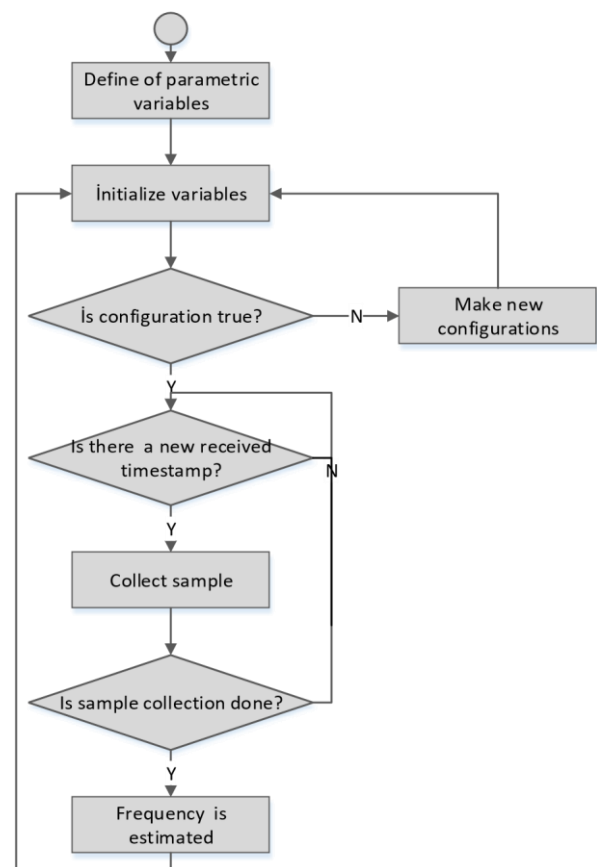 Define of parametric
variables
İnitialize variables
İs configuration true?
N
Make new
configurations
Y
Is there a new received
timestamp?
N
Y
Collect sample
Is sample collection done?
Y
Frequency is
estimated